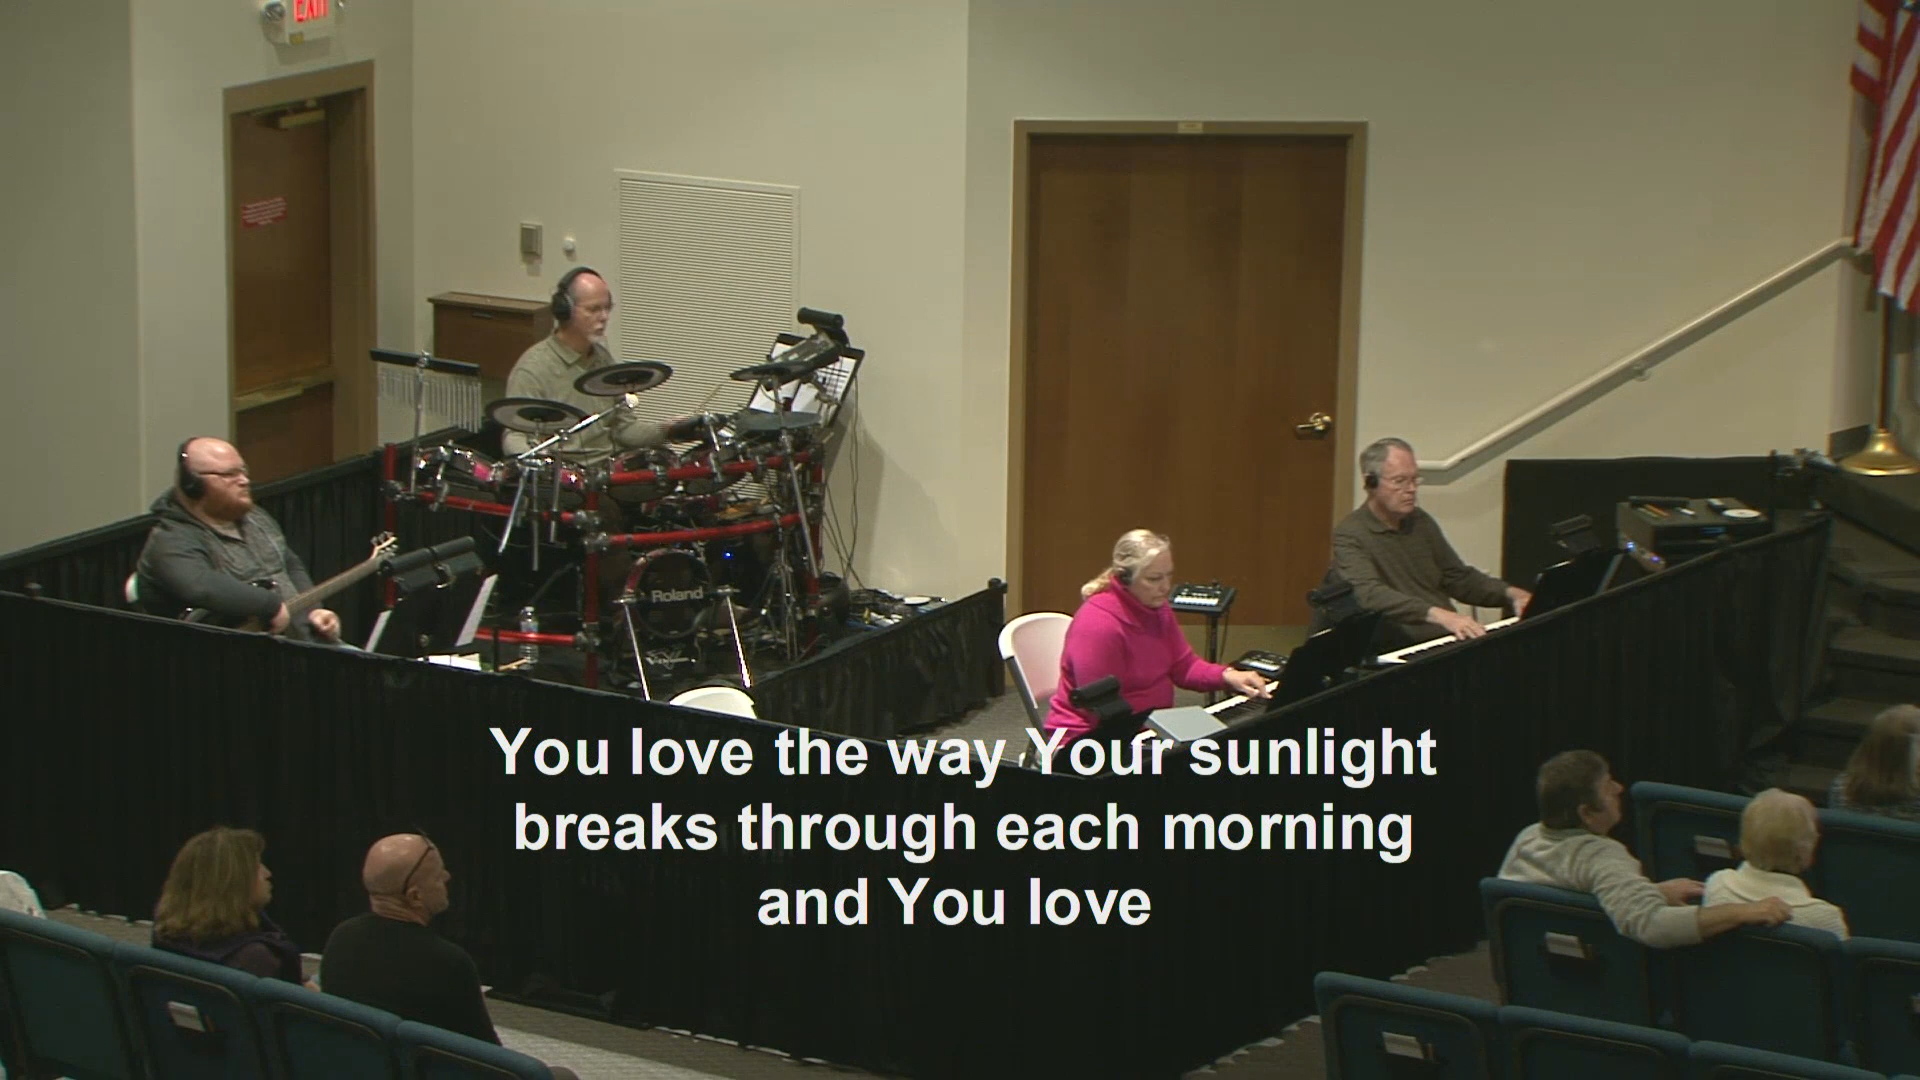 EXIT
Roland
You love the way Your sunlight
breaks through each morning
and You love